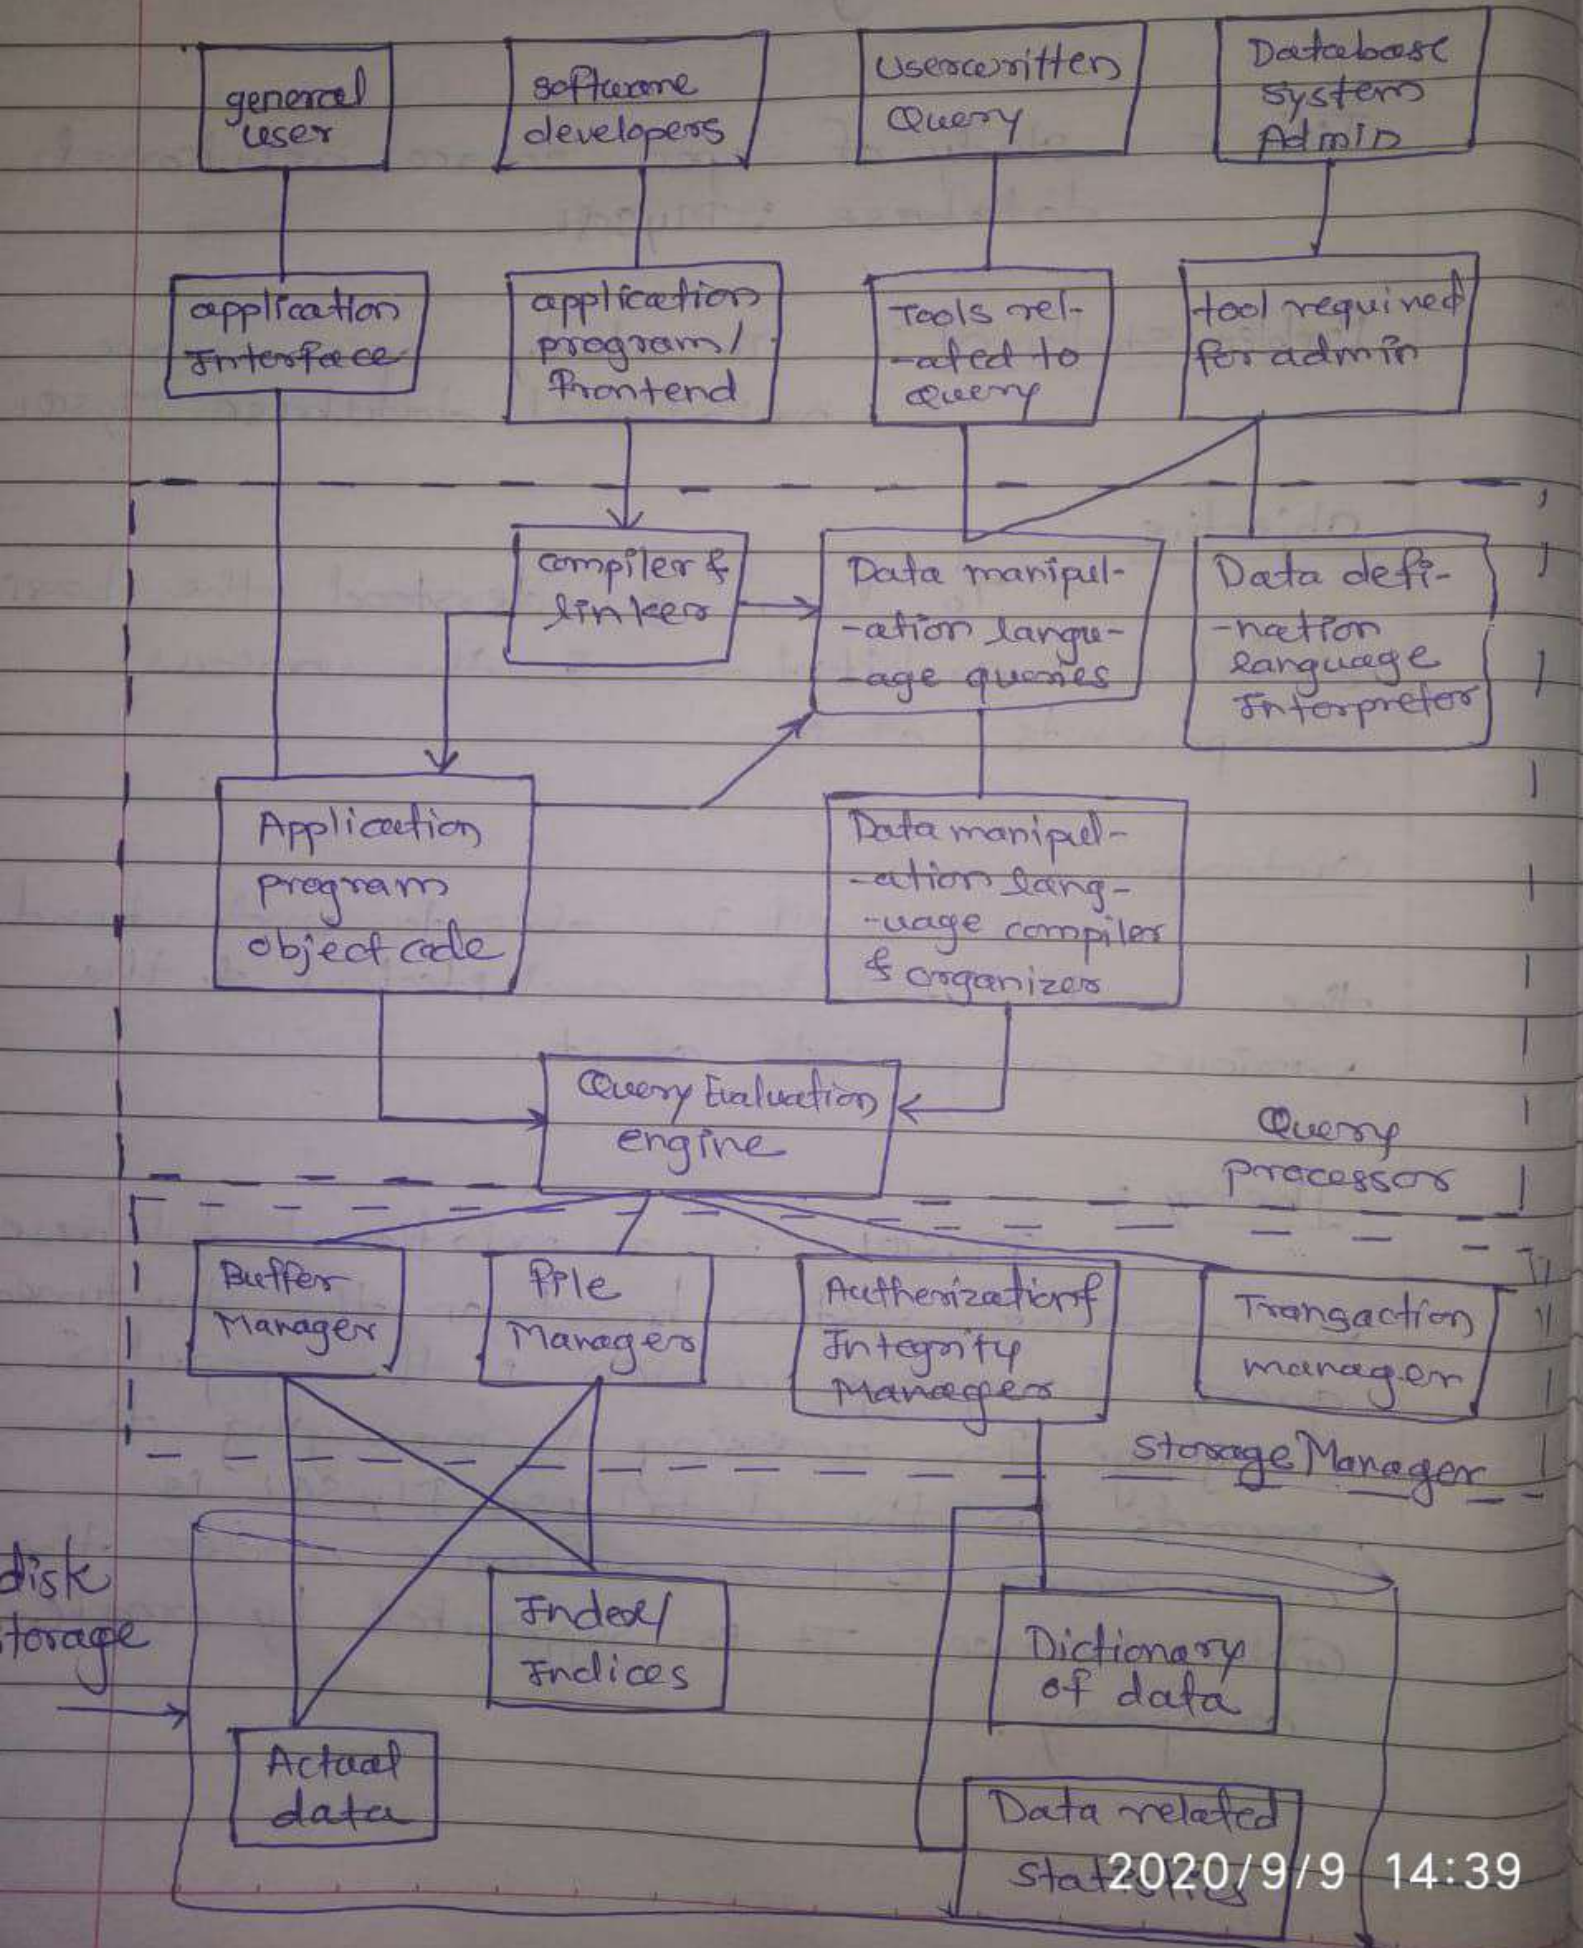 general
user
software
developers
Userwritten
Query
Database
system
Admin
application
Interface
application
program/
frontend
Tools rel-
-ated to
Query
tool required
for admin
compiler &
linker
Data manipul-
-ation langu-
-age queries
Data defi-
-nation
language
Interpretor
Application
program
object code
Data manipul-
-ation lang-
-uage compiler
& organizer
Query Evaluation
engine
Query
processor
Buffer
Manager
File
Manager
Authorization &
Integrity
Manager
Transaction
manager
Storage Manager
disk
storage
Index/
Indices
Dictionary
of data
Actual
data
Data related
statistics
2020/9/9 14:39